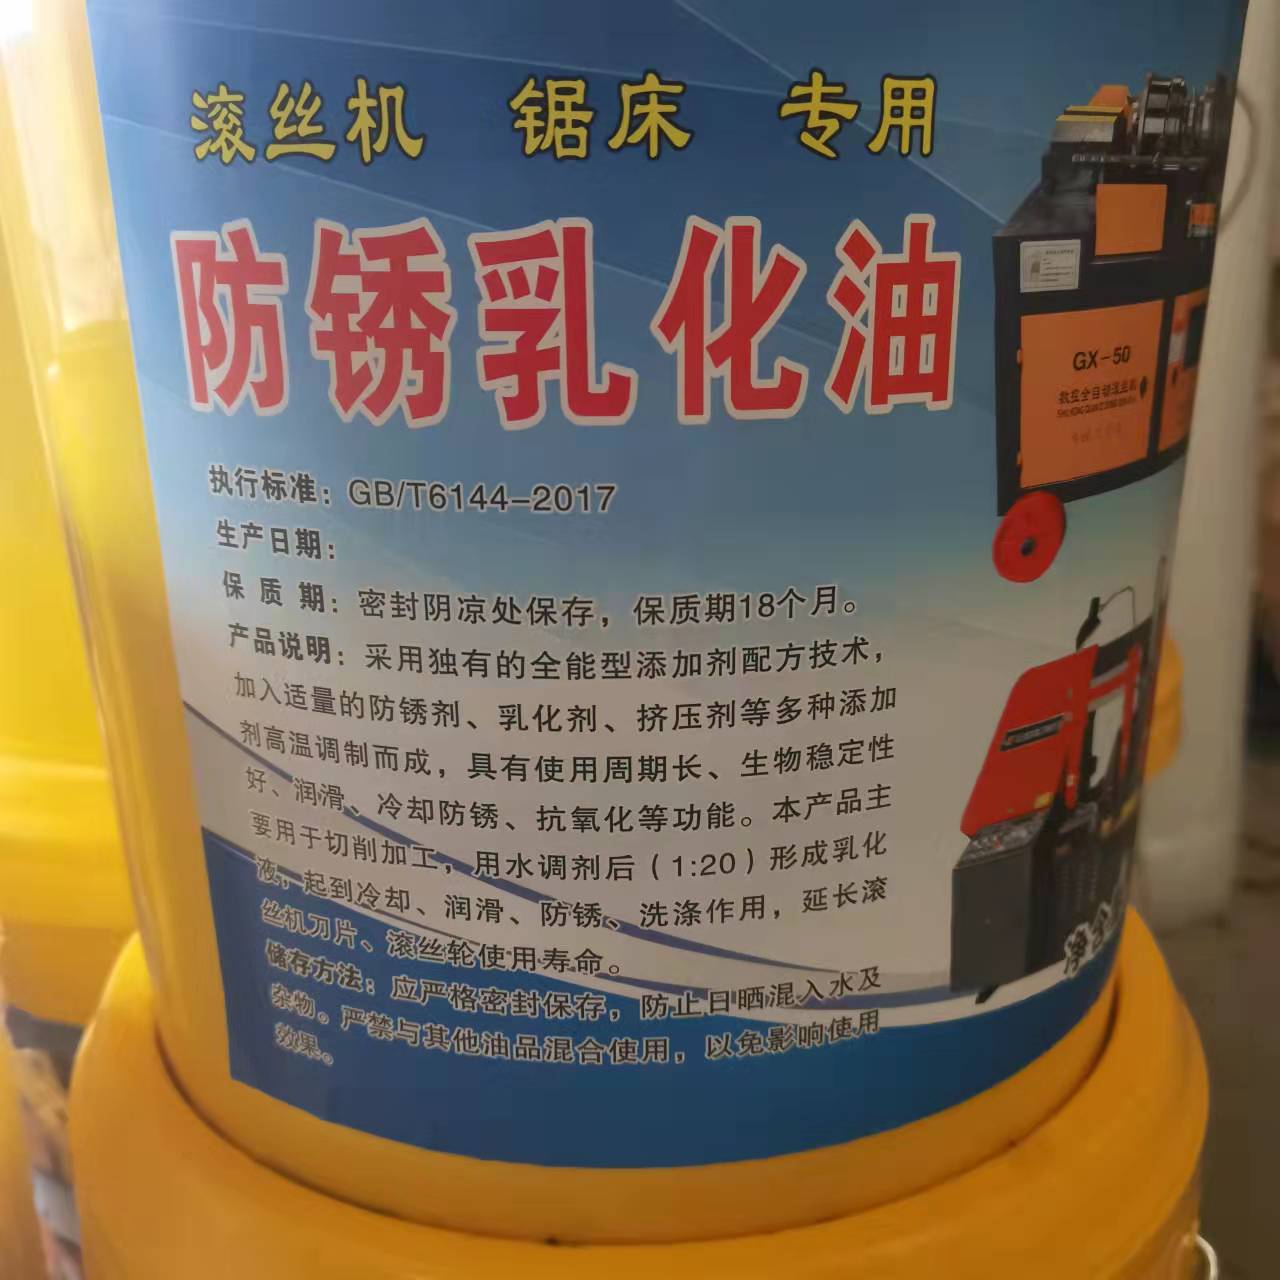 滚丝机 锯床 专用
防锈乳化油
GX-50
数控全自动滚丝机
执行标准：GB/T6144-2017
生产日期：
保质期：密封阴凉处保存，保质期18个月。
产品说明：采用独有的全能型添加剂配方技术，
加入适量的防锈剂、乳化剂、挤压剂等多种添加
剂高温调制而成，具有使用周期长、生物稳定性
好、润滑、冷却防锈、抗氧化等功能。本产品主
要用于切削加工，用水调剂后（1:20）形成乳化
液，起到冷却、润滑、防锈、洗涤作用，延长滚
丝机刀片、滚丝轮使用寿命。
储存方法：应严格密封保存，防止日晒混入水及
杂物。严禁与其他油品混合使用，以免影响使用
效果。
净含